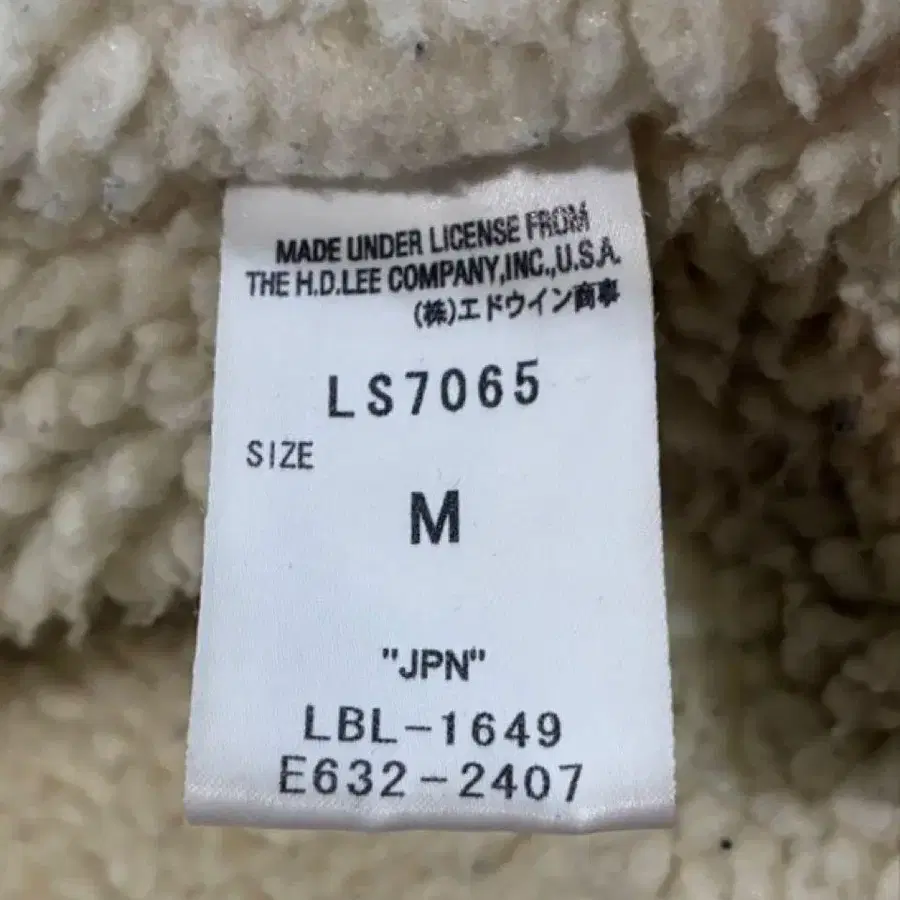 MADE UNDER LICENSE FROM
THE H.D.LEE COMPANY,INC.,U.S.A.
(株)エドウイン商事
LS7065
SIZE
M
"JPN"
LBL-1649
E632-2407